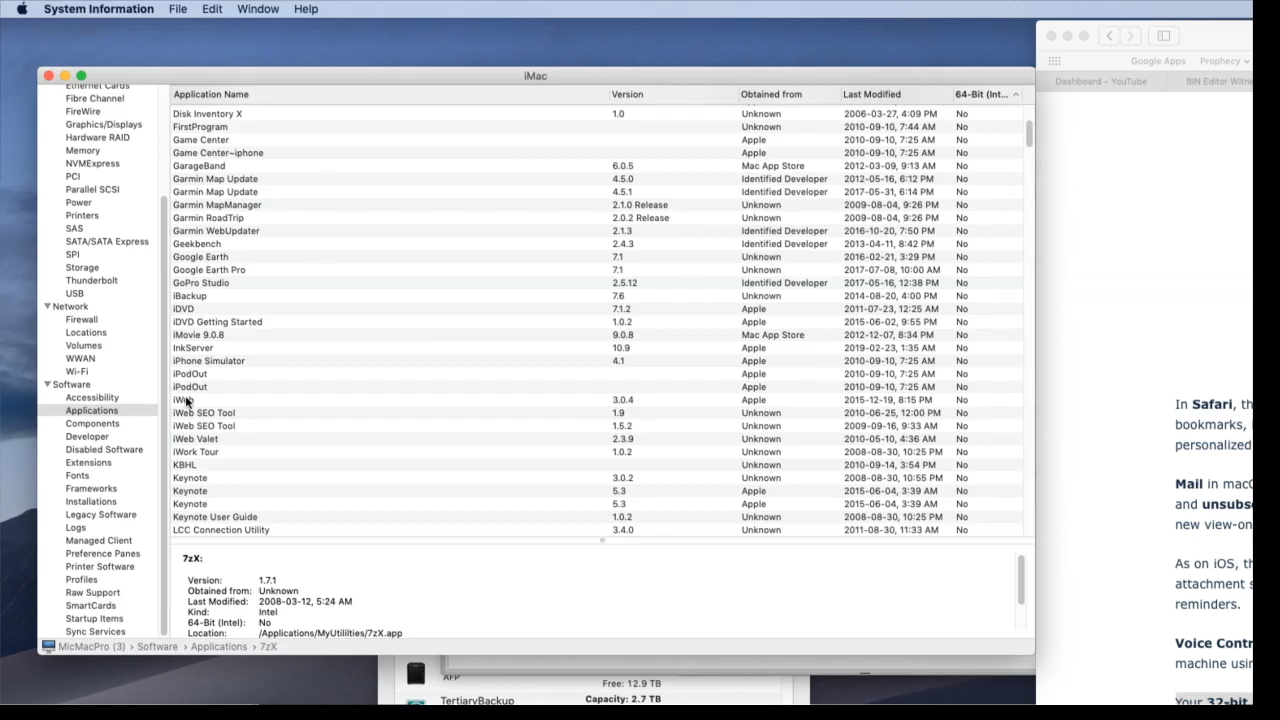 System Information File Edit Window Help
iMac
Ethernet Cards
Fibre Channel
FireWire
Graphics/Displays
Hardware RAID
Memory
NVMExpress
PCI
Parallel SCSI
Power
Printers
SAS
SATA/SATA Express
SPI
Storage
Thunderbolt
USB
Network
Firewall
Locations
Volumes
WWAN
Wi-Fi
Software
Accessibility
Applications
Components
Developer
Disabled Software
Extensions
Fonts
Frameworks
Installations
Legacy Software
Logs
Managed Client
Preference Panes
Printer Software
Profiles
Raw Support
SmartCards
Startup Items
Sync Services
Application Name Version Obtained from Last Modified 64-Bit (Int...
Disk Inventory X 1.0 Unknown 2006-03-27, 4:09 PM No
FirstProgram Unknown 2010-09-10, 7:44 AM No
Game Center Apple 2010-09-10, 7:25 AM No
Game Center~iphone Apple 2010-09-10, 7:25 AM No
GarageBand 6.0.5 Mac App Store 2012-03-09, 9:13 AM No
Garmin Map Update 4.5.0 Identified Developer 2012-05-16, 6:12 PM No
Garmin Map Update 4.5.1 Identified Developer 2017-05-31, 6:14 PM No
Garmin MapManager 2.1.0 Release Unknown 2009-08-04, 9:26 PM No
Garmin RoadTrip 2.0.2 Release Unknown 2009-08-04, 9:26 PM No
Garmin WebUpdater 2.1.3 Identified Developer 2016-10-20, 7:50 PM No
Geekbench 2.4.3 Identified Developer 2013-04-11, 8:42 PM No
Google Earth 7.1 Unknown 2016-02-21, 3:29 PM No
Google Earth Pro 7.1 Unknown 2017-07-08, 10:00 AM No
GoPro Studio 2.5.12 Identified Developer 2017-05-16, 12:38 PM No
iBackup 7.6 Unknown 2014-08-20, 4:00 PM No
iDVD 7.1.2 Apple 2011-07-23, 12:25 AM No
iDVD Getting Started 1.0.2 Apple 2015-06-02, 9:55 PM No
iMovie 9.0.8 9.0.8 Mac App Store 2012-12-07, 8:34 PM No
InkServer 10.9 Apple 2019-02-23, 1:35 AM No
iPhone Simulator 4.1 Apple 2010-09-10, 7:25 AM No
iPodOut Apple 2010-09-10, 7:25 AM No
iPodOut Apple 2010-09-10, 7:25 AM No
iWeb 3.0.4 Apple 2015-12-19, 8:15 PM No
iWeb SEO Tool 1.9 Unknown 2010-06-25, 12:00 PM No
iWeb SEO Tool 1.5.2 Unknown 2009-09-16, 9:33 AM No
iWeb Valet 2.3.9 Unknown 2010-05-10, 4:36 AM No
iWork Tour 1.0.2 Unknown 2008-08-30, 10:25 PM No
KBHL Unknown 2010-09-14, 3:54 PM No
Keynote 3.0.2 Unknown 2008-08-30, 10:55 PM No
Keynote 5.3 Apple 2015-06-04, 3:39 AM No
Keynote 5.3 Apple 2015-06-04, 3:39 AM No
Keynote User Guide 1.0.2 Unknown 2008-08-30, 10:25 PM No
LCC Connection Utility 3.4.0 Unknown 2011-08-30, 11:33 AM No
7zX:
Version: 1.7.1
Obtained from: Unknown
Last Modified: 2008-03-12, 5:24 AM
Kind: Intel
64-Bit (Intel): No
Location: /Applications/MyUtililties/7zX.app
MicMacPro (3) › Software › Applications › 7zX
AFP
Free: 12.9 TB
TertiaryBackup Capacity: 2.7 TB
Google Apps Prophecy
Dashboard - YouTube BIN Editor Witne
In Safari, th
bookmarks,
personalized
Mail in mac
and unsubs
new view-on
As on iOS, th
attachment s
reminders.
Voice Contr
machine usin
Your 32-bit